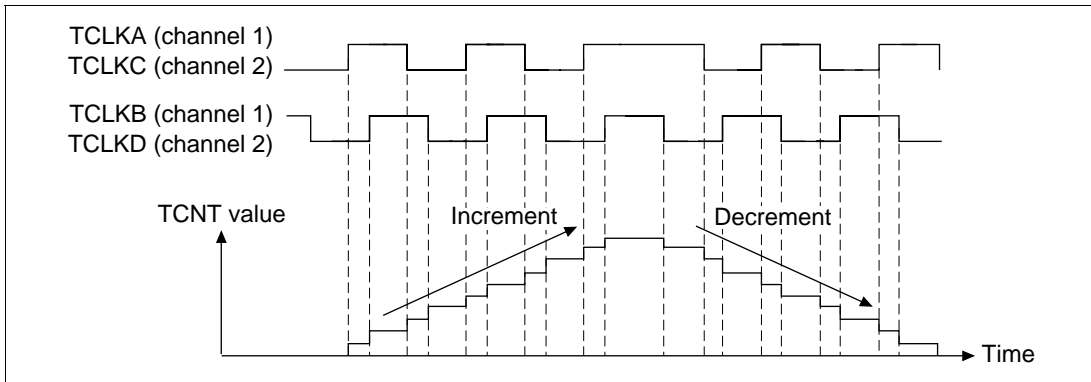 TCLKA (channel 1)
TCLKC (channel 2)
TCLKB (channel 1)
TCLKD (channel 2)
TCNT value
Increment
Decrement
Time